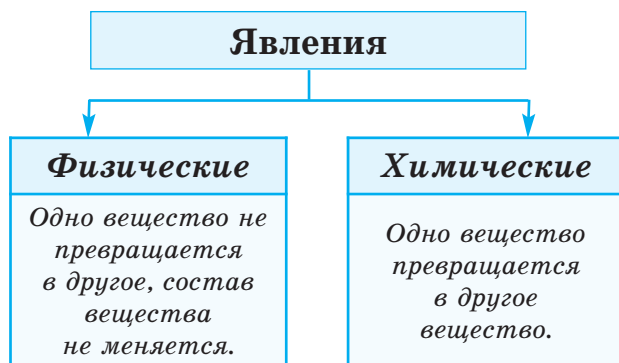 Явления
Физические
Одно вещество не
превращается
в другое, состав
вещества
не меняется.
Химические
Одно вещество
превращается
в другое
вещество.